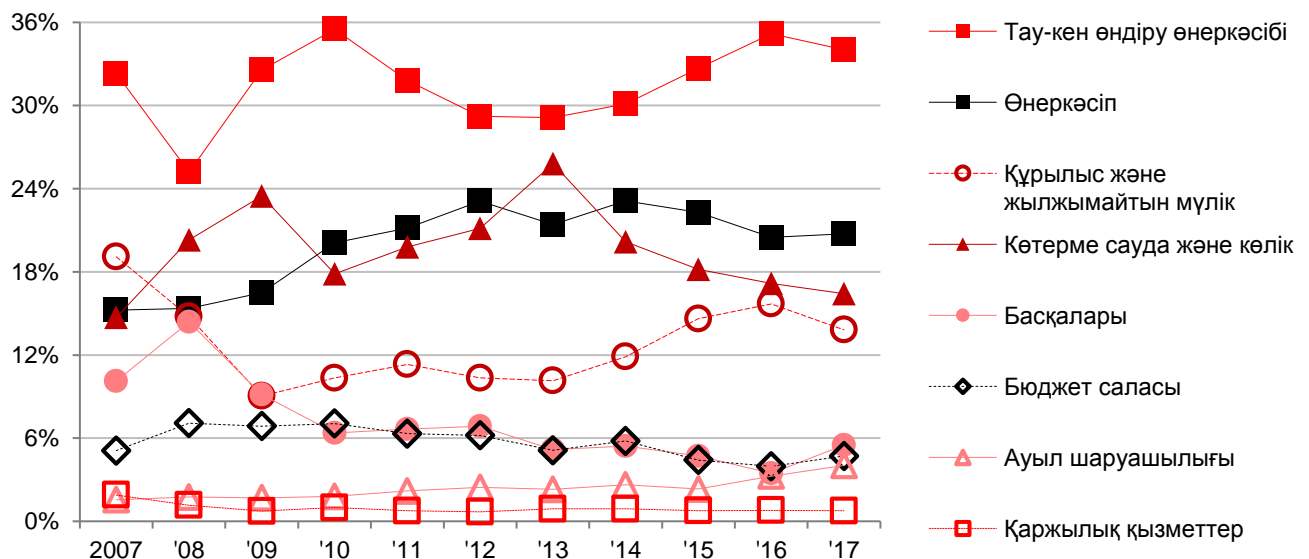 36%
30%
24%
18%
12%
6%
0%
2007 '08 '09 '10 '11 '12 '13 '14 '15 '16 '17
Тау-кен өндіру өнеркәсібі
Өнеркәсіп
Құрылыс және
жылжымайтын мүлік
Көтерме сауда және көлік
Басқалары
Бюджет саласы
Ауыл шаруашылығы
Қаржылық қызметтер